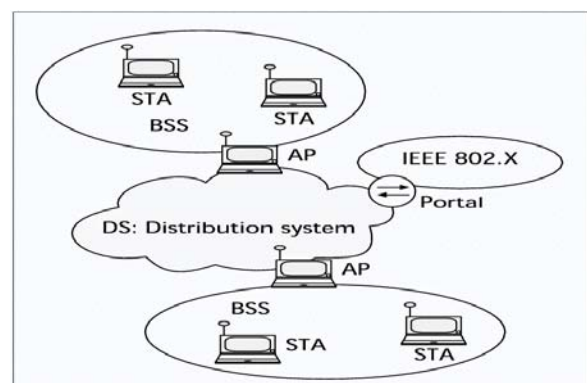 STA
STA
BSS
AP
IEEE 802.X
Portal
DS: Distribution system
AP
BSS
STA
STA